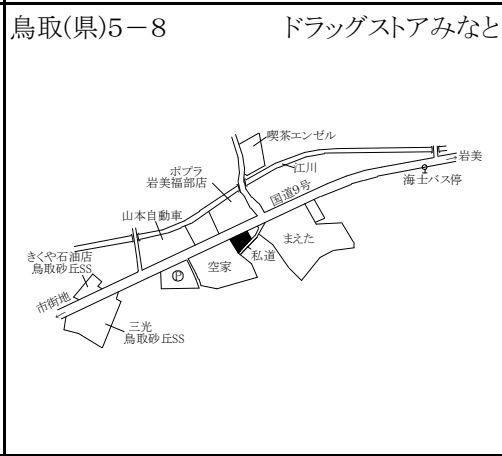 鳥取(県)5－8 ドラッグストアみなと
喫茶エンゼル
→岩美
ポプラ
岩美福部店
江川
海士バス停
国道9号
山本自動車
まえた
私道
きくや石油店
鳥取砂丘SS
空家
P
市街地
←
三光
鳥取砂丘SS